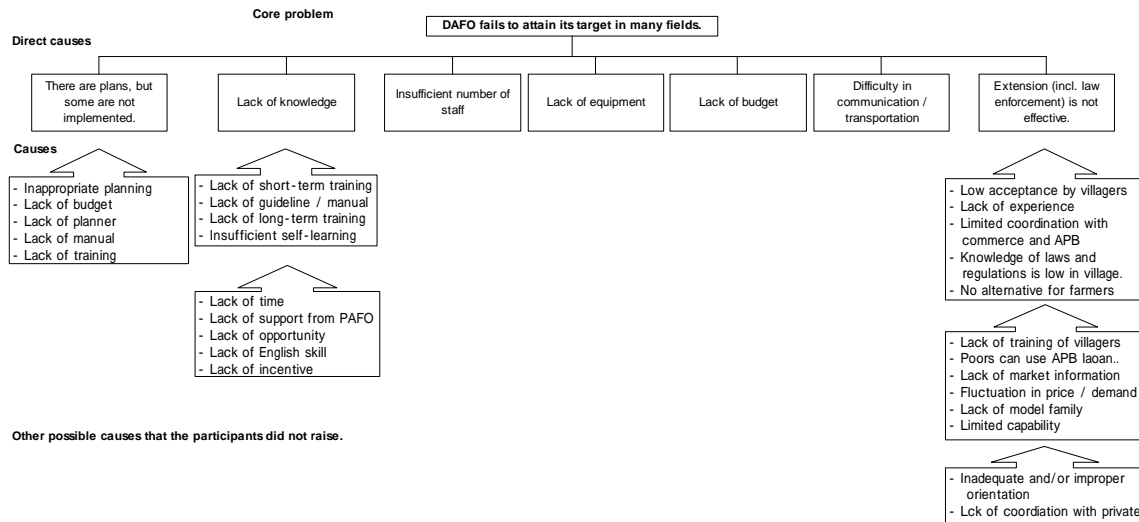 Core problem
DAFO fails to attain its target in many fields.
Direct causes
There are plans, but
some are not
implemented.
Lack of knowledge
Insufficient number of
staff
Lack of equipment
Lack of budget
Difficulty in
communication /
transportation
Extension (incl. law
enforcement) is not
effective.
Causes
- Inappropriate planning
- Lack of budget
- Lack of planner
- Lack of manual
- Lack of training
- Lack of short-term training
- Lack of guideline / manual
- Lack of long-term training
- Insufficient self-learning
- Lack of time
- Lack of support from PAFO
- Lack of opportunity
- Lack of English skill
- Lack of incentive
- Low acceptance by villagers
- Lack of experience
- Limited coordination with
commerce and APB
- Knowledge of laws and
regulations is low in village.
- No alternative for farmers
- Lack of training of villagers
- Poors can use APB laoan..
- Lack of market information
- Fluctuation in price / demand
- Lack of model family
- Limited capability
- Inadequate and/or improper
orientation
- Lck of coordiation with private
Other possible causes that the participants did not raise.